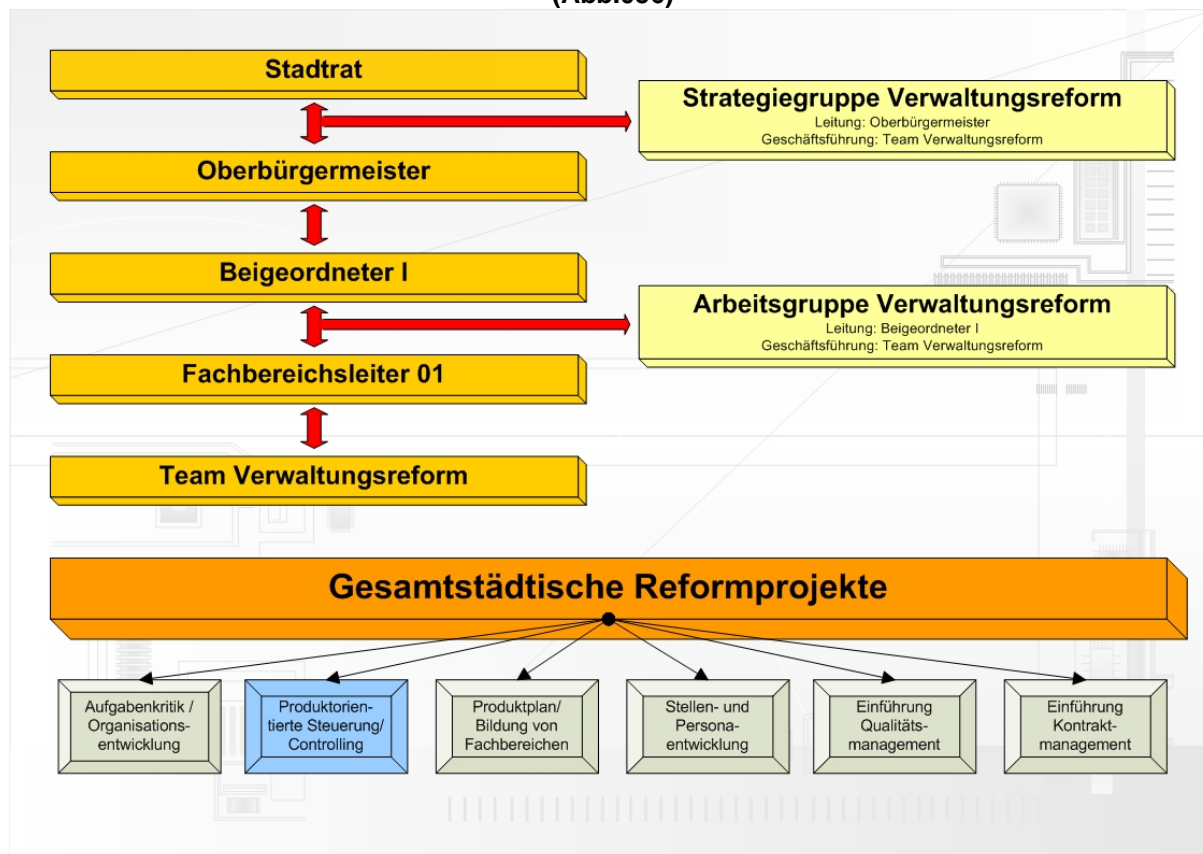 Stadtrat
Strategiegruppe Verwaltungsreform
Leitung: Oberbürgermeister
Geschäftsführung: Team Verwaltungsreform
Oberbürgermeister
Beigeordneter I
Arbeitsgruppe Verwaltungsreform
Leitung: Beigeordneter I
Geschäftsführung: Team Verwaltungsreform
Fachbereichsleiter 01
Team Verwaltungsreform
Gesamtstädtische Reformprojekte
Aufgabenkritik /
Organisations-
entwicklung
Produktorien-
tierte Steuerung/
Controlling
Produktplan/
Bildung von
Fachbereichen
Stellen- und
Persona-
entwicklung
Einführung
Qualitäts-
management
Einführung
Kontrakt-
management